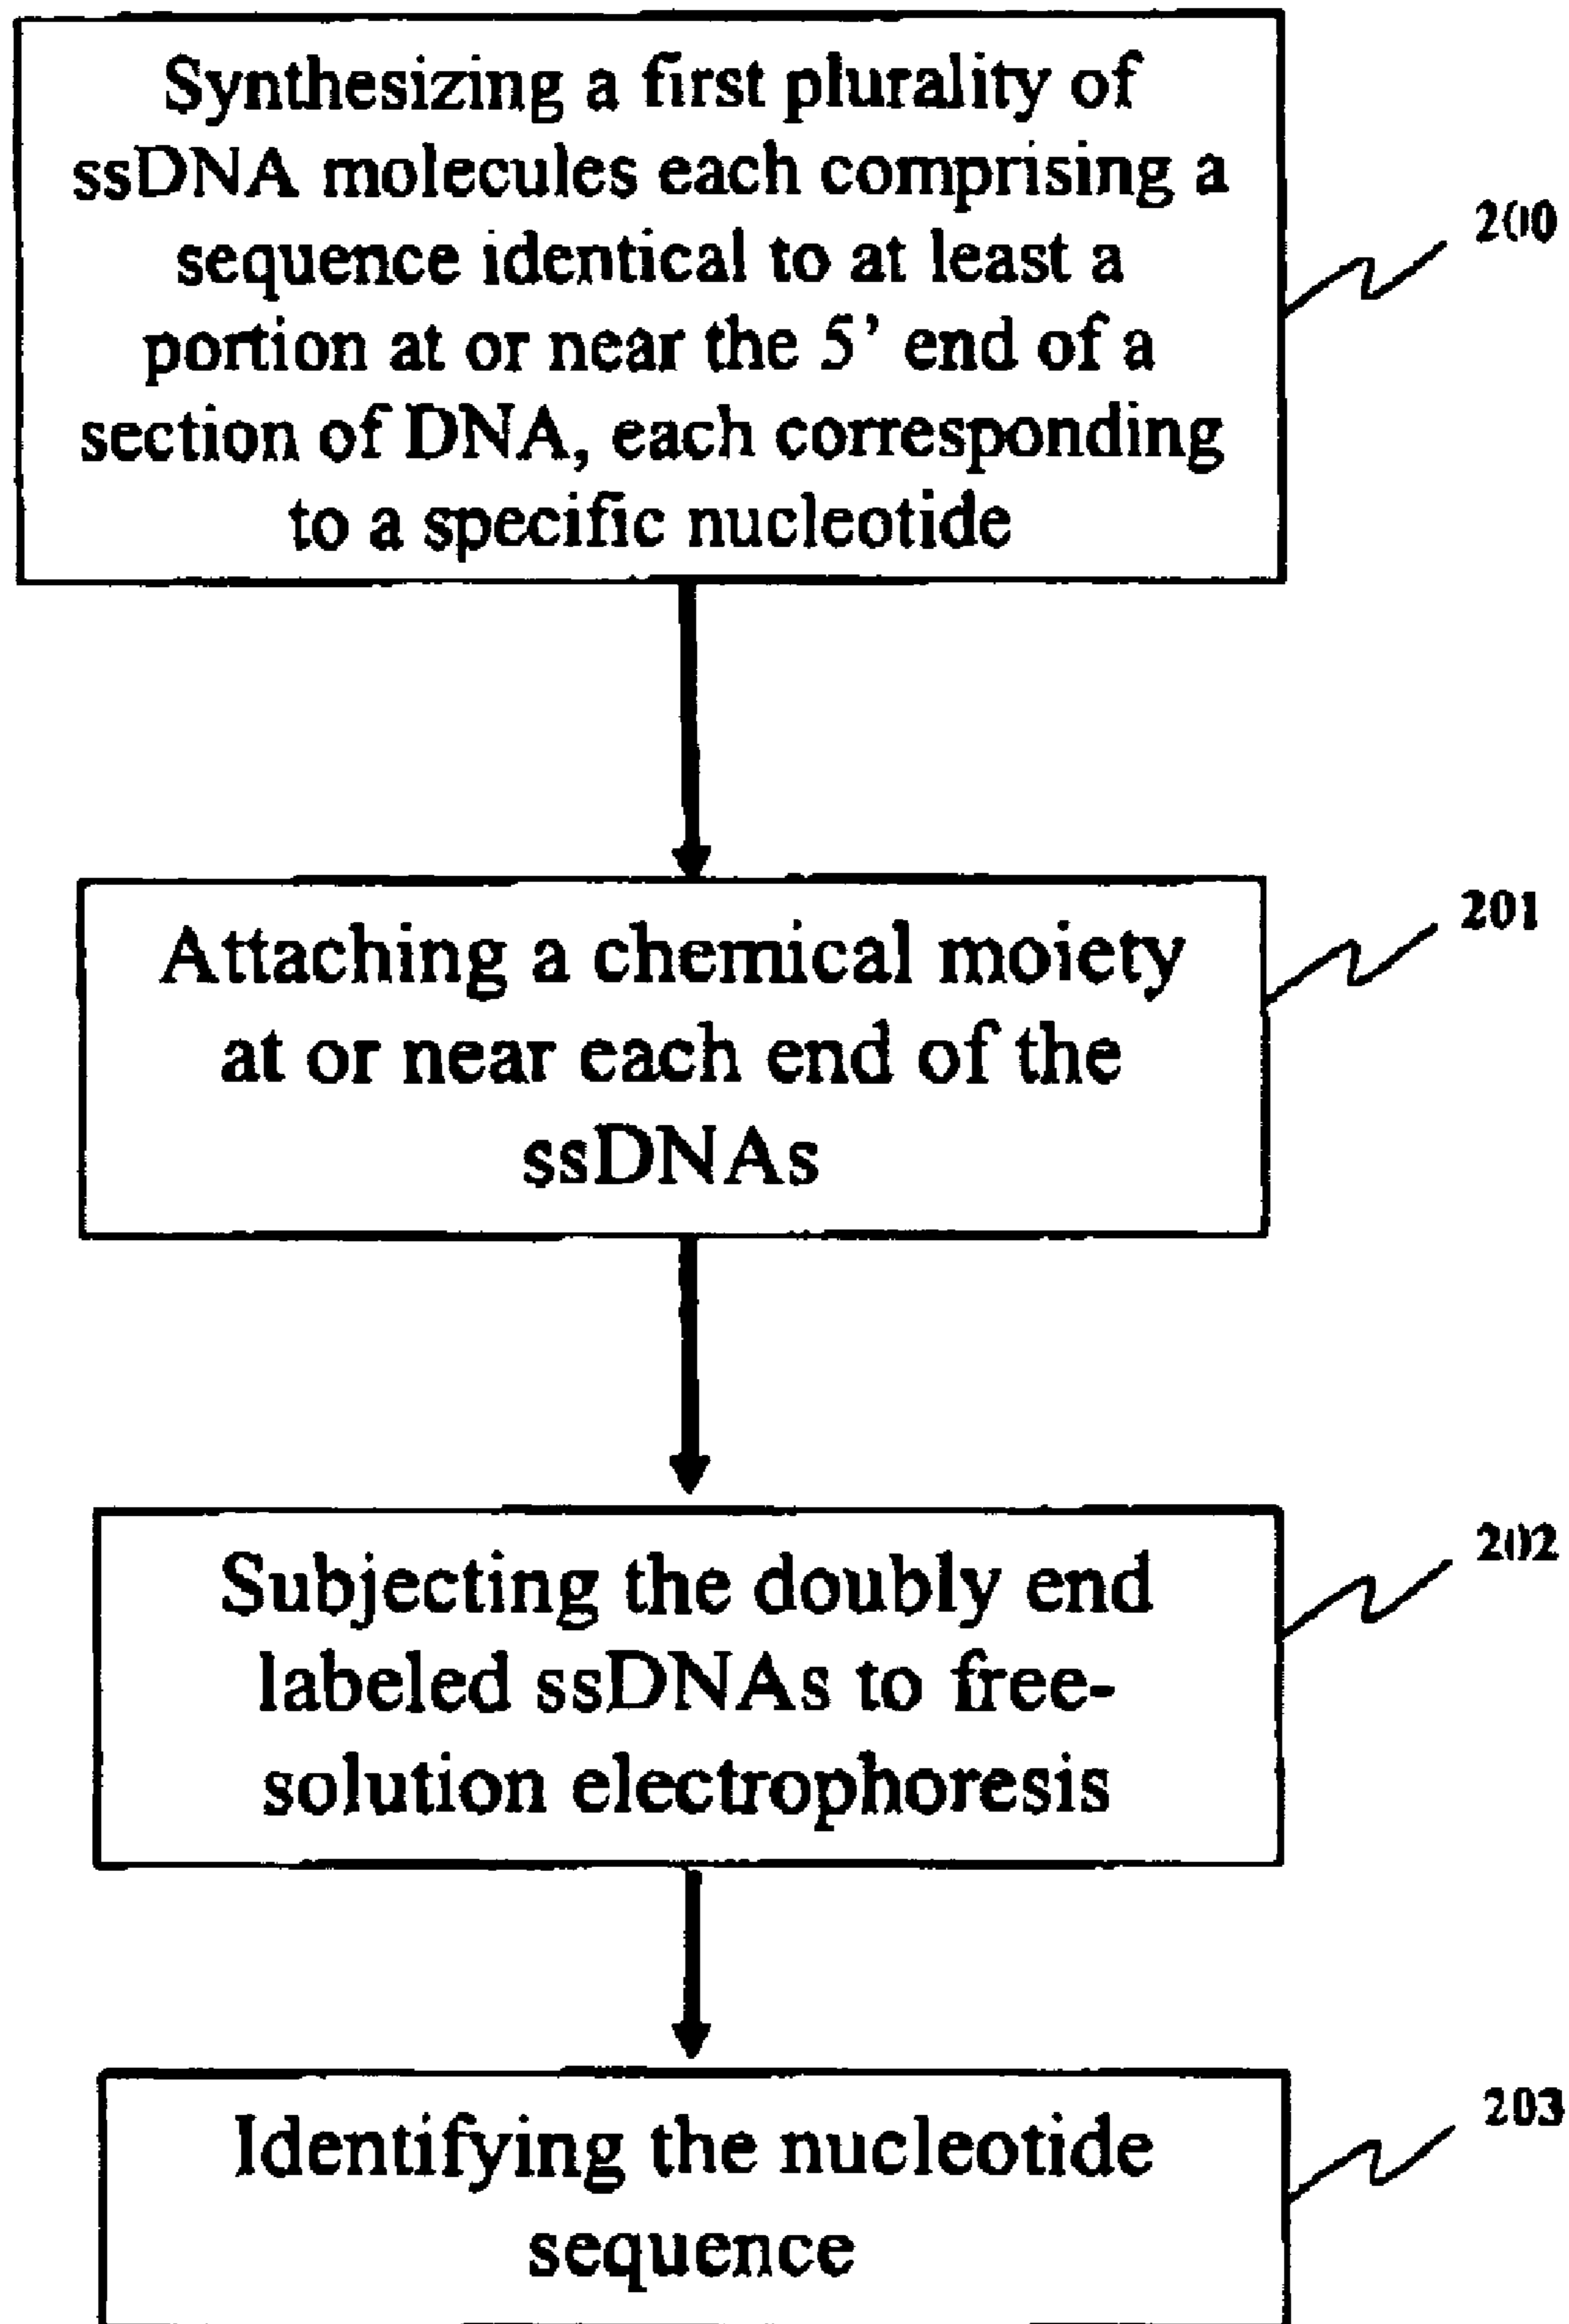 Synthesizing a first plurality of
ssDNA molecules each comprising a
sequence identical to at least a
portion at or near the 5' end of a
section of DNA, each corresponding
to a specific nucleotide
200
Attaching a chemical moiety
at or near each end of the
ssDNAs
201
Subjecting the doubly end
labeled ssDNAs to free-
solution electrophoresis
202
Identifying the nucleotide
sequence
203